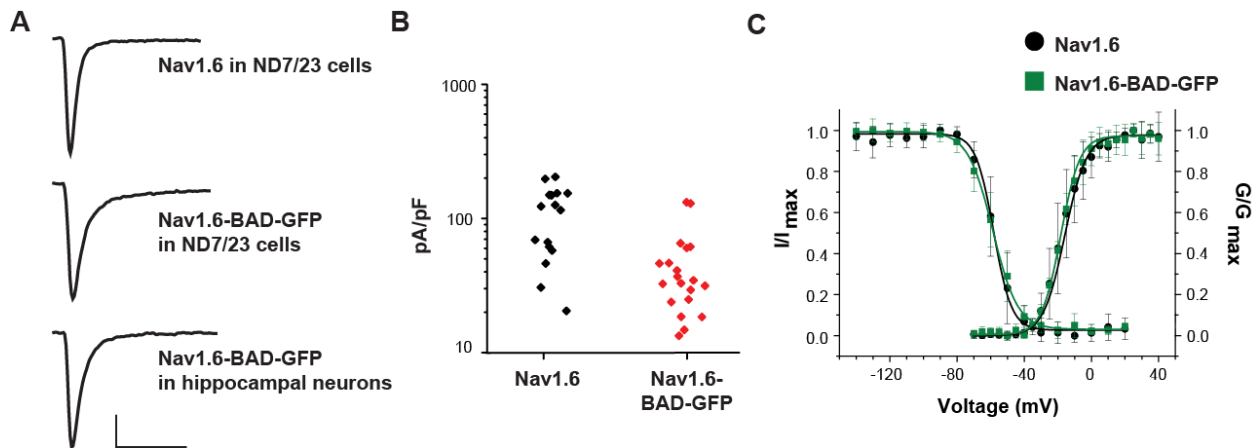 A
Nav1.6 in ND7/23 cells
Nav1.6-BAD-GFP
in ND7/23 cells
Nav1.6-BAD-GFP
in hippocampal neurons
B
1000
100
10
pA/pF
Nav1.6
Nav1.6-
BAD-GFP
C
Nav1.6
Nav1.6-BAD-GFP
1.0
0.8
0.6
0.4
0.2
0.0
I/Imax
1.0
0.8
0.6
0.4
0.2
0.0
G/G max
-120
-80
-40
0
40
Voltage (mV)